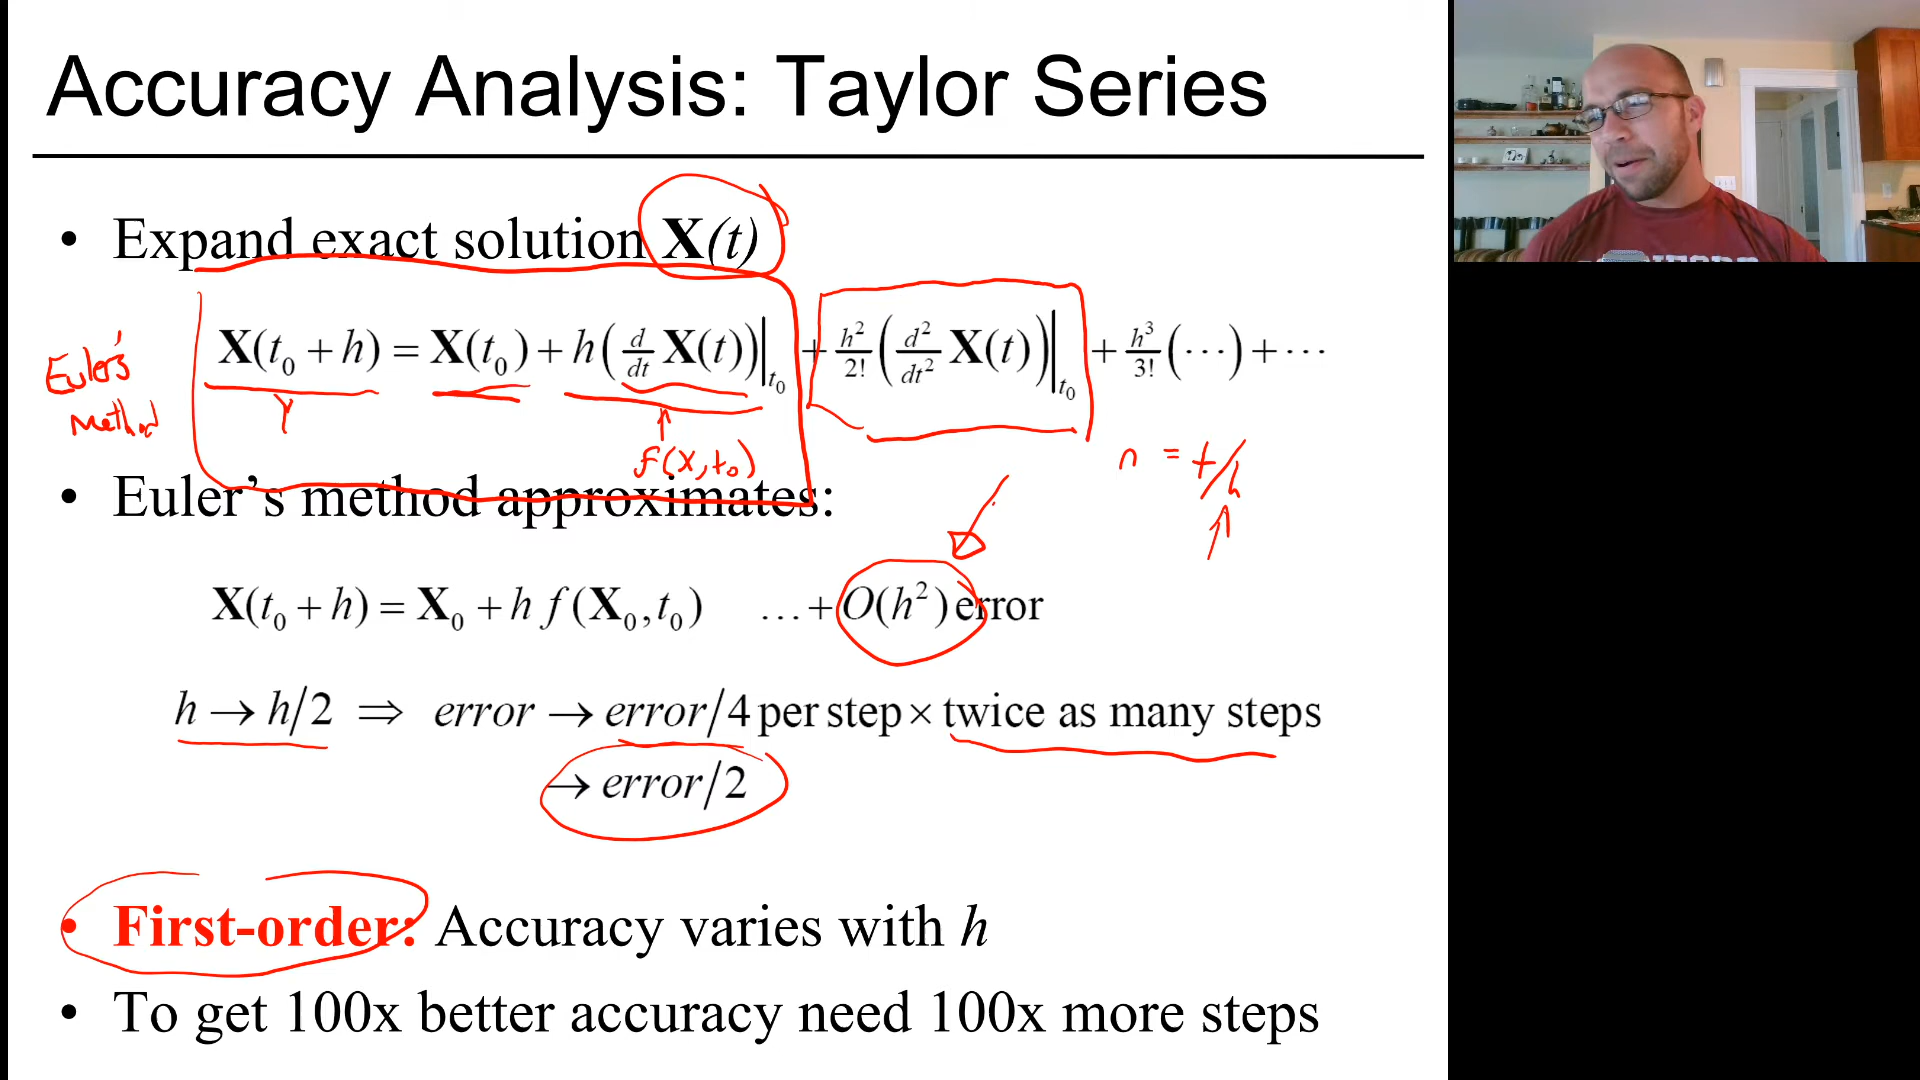 Accuracy Analysis: Taylor Series
• Expand exact solution X(t)
Euler's
Method
X(t₀ + h) = X(t₀) + h(d/dt X(t))|t₀ + h²/2!(d²/dt² X(t))|t₀ + h³/3!(⋯) + ⋯
Y
f(X, t₀)
n = t/h
• Euler's method approximates:
X(t₀ + h) = X₀ + h f(X₀, t₀) …+ O(h²) error
h → h/2 ⇒ error → error/4 per step × twice as many steps
→ error/2
• First-order: Accuracy varies with h
• To get 100x better accuracy need 100x more steps